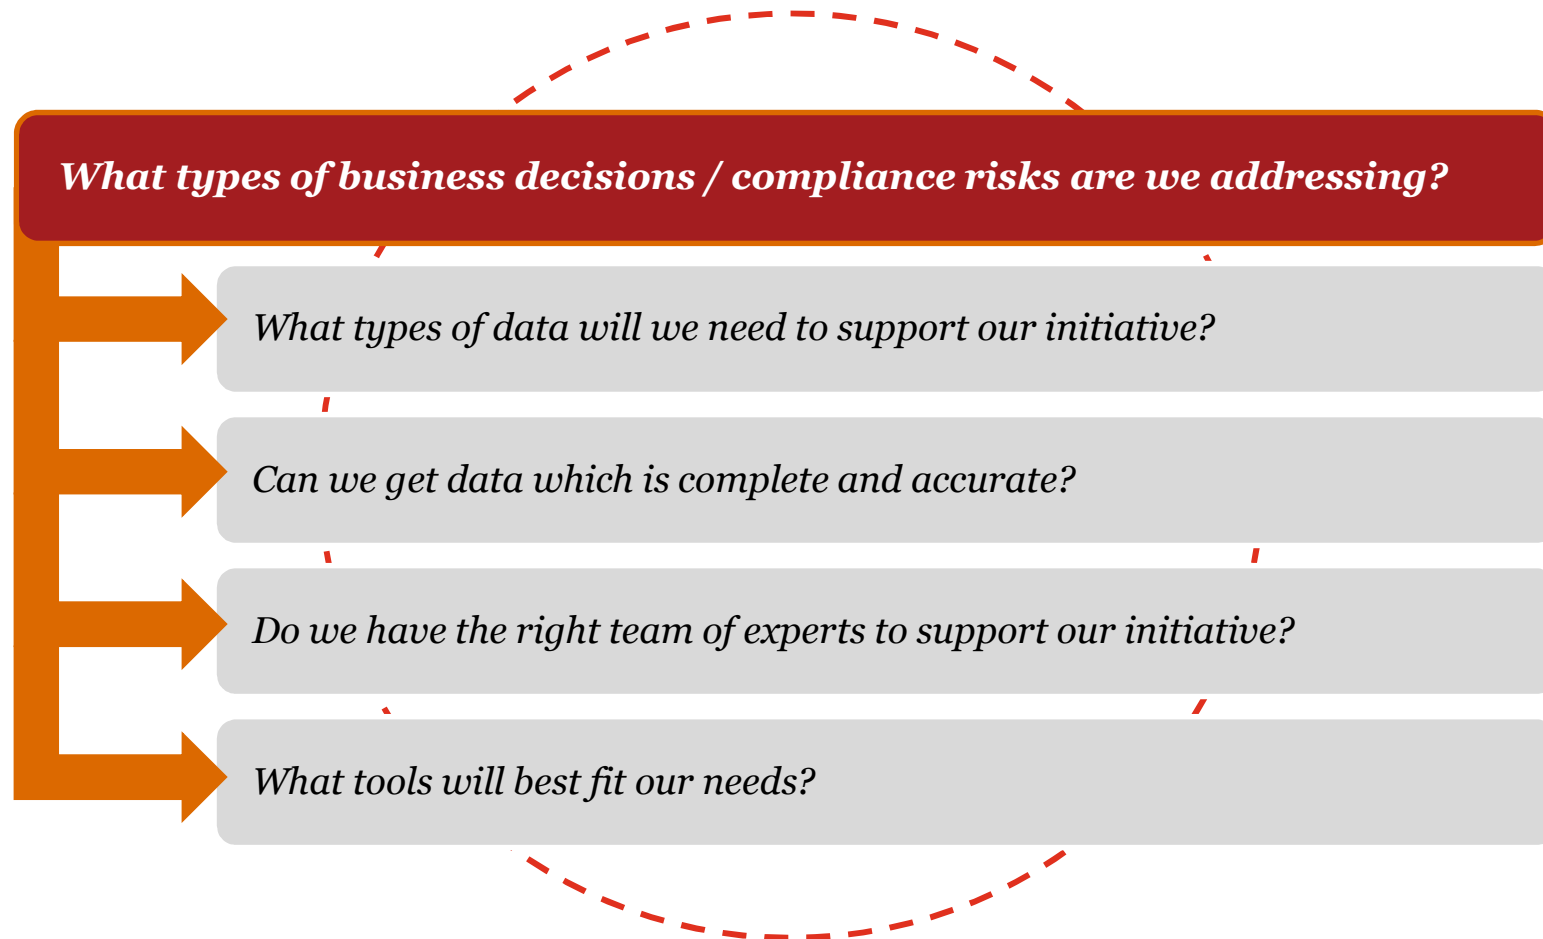 What types of business decisions / compliance risks are we addressing?
What types of data will we need to support our initiative?
Can we get data which is complete and accurate?
Do we have the right team of experts to support our initiative?
What tools will best fit our needs?